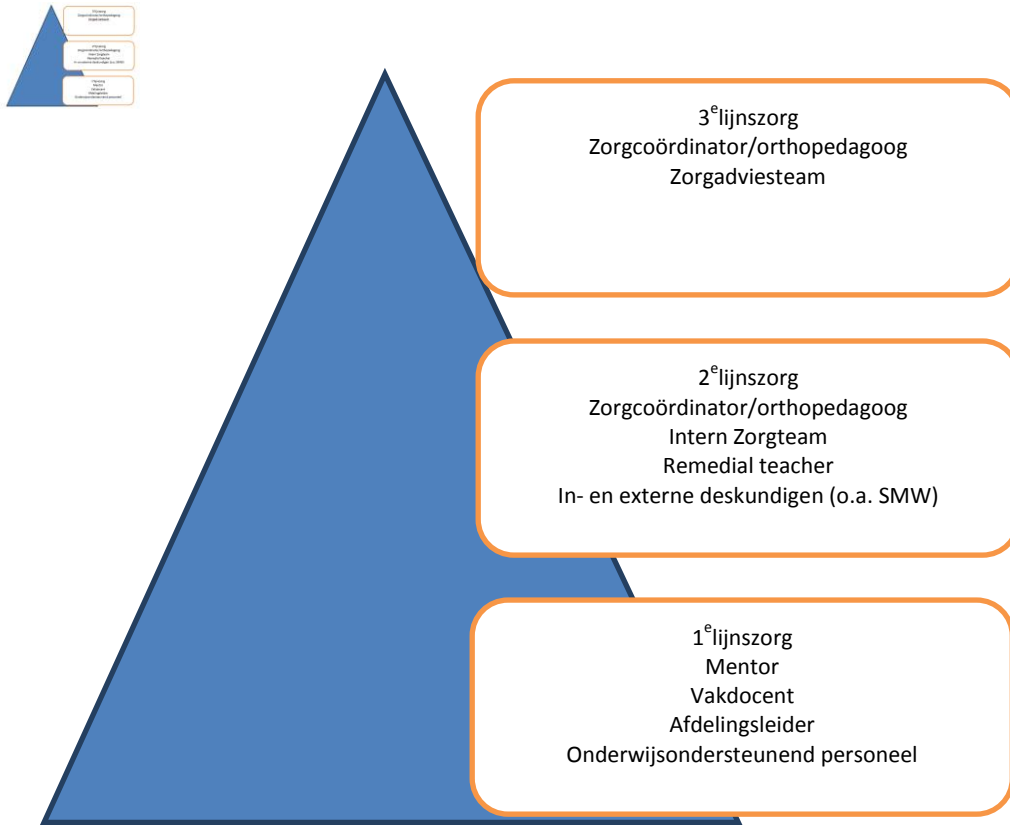 3ᵉlijnszorg
Zorgcoördinator/orthopedagoog
Zorgadviesteam
2ᵉlijnszorg
Zorgcoördinator/orthopedagoog
Intern Zorgteam
Remedial teacher
In- en externe deskundigen (o.a. SMW)
1ᵉlijnszorg
Mentor
Vakdocent
Afdelingsleider
Onderwijsondersteunend personeel